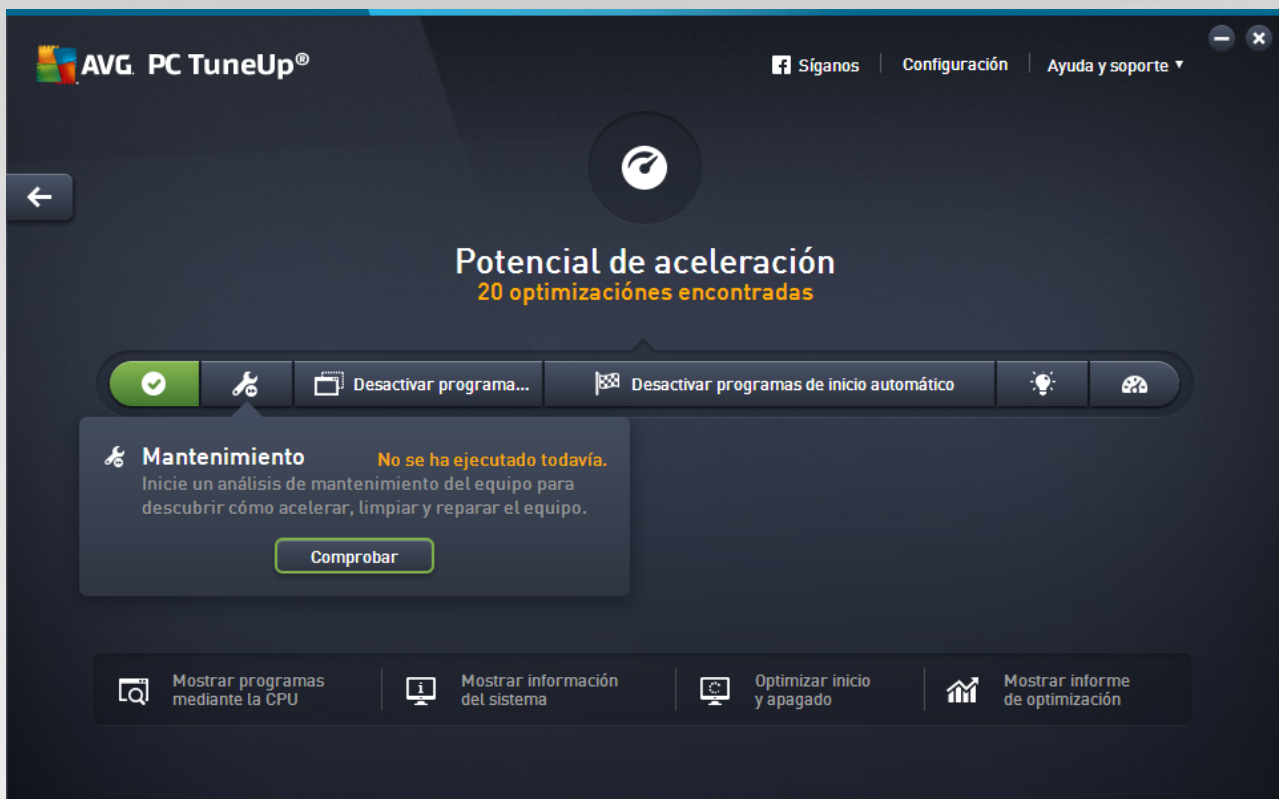 AVG. PC TuneUp®
Síganos
Configuración
Ayuda y soporte
Potencial de aceleración
20 optimizaciónes encontradas
Desactivar programa...
Desactivar programas de inicio automático
Mantenimiento
No se ha ejecutado todavía.
Inicie un análisis de mantenimiento del equipo para
descubrir cómo acelerar, limpiar y reparar el equipo.
Comprobar
Mostrar programas
mediante la CPU
Mostrar información
del sistema
Optimizar inicio
y apagado
Mostrar informe
de optimización